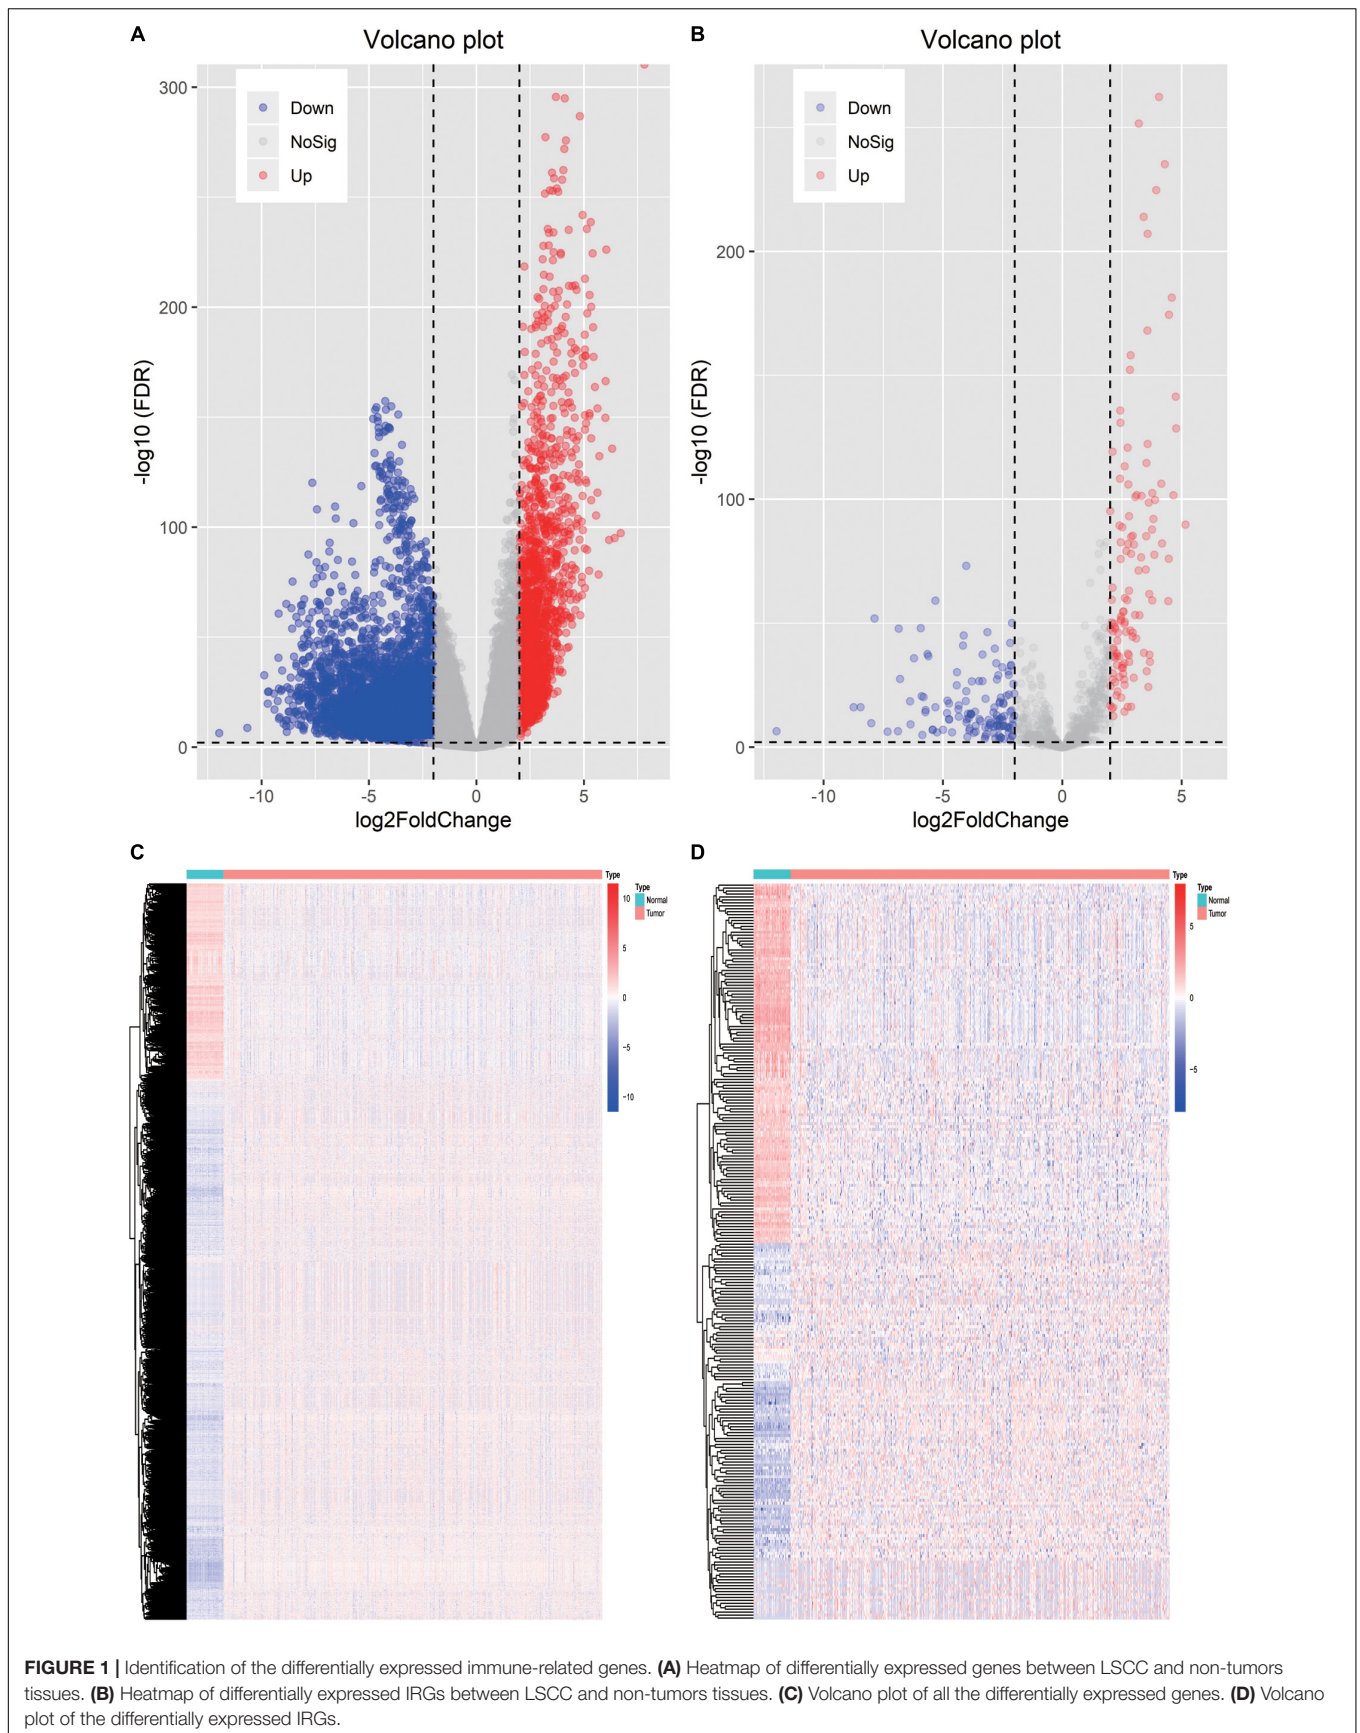 A
Volcano plot
Down
NoSig
Up
300
200
100
0
-log10 (FDR)
-10 -5 0 5
log2FoldChange
B
Volcano plot
Down
NoSig
Up
200
100
0
-log10 (FDR)
-10 -5 0 5
log2FoldChange
C
Type
10
5
0
−5
−10
Type
Normal
Tumor
D
Type
5
0
−5
Type
Normal
Tumor
FIGURE 1 | Identification of the differentially expressed immune-related genes. (A) Heatmap of differentially expressed genes between LSCC and non-tumors
tissues. (B) Heatmap of differentially expressed IRGs between LSCC and non-tumors tissues. (C) Volcano plot of all the differentially expressed genes. (D) Volcano
plot of the differentially expressed IRGs.